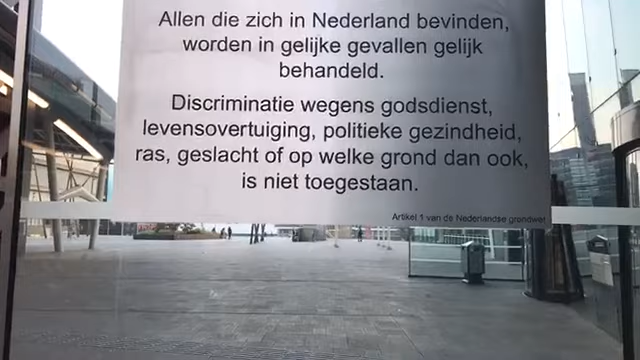 Allen die zich in Nederland bevinden,
worden in gelijke gevallen gelijk
behandeld.
Discriminatie wegens godsdienst,
levensovertuiging, politieke gezindheid,
ras, geslacht of op welke grond dan ook,
is niet toegestaan.
Artikel 1 van de Nederlandse grondwet